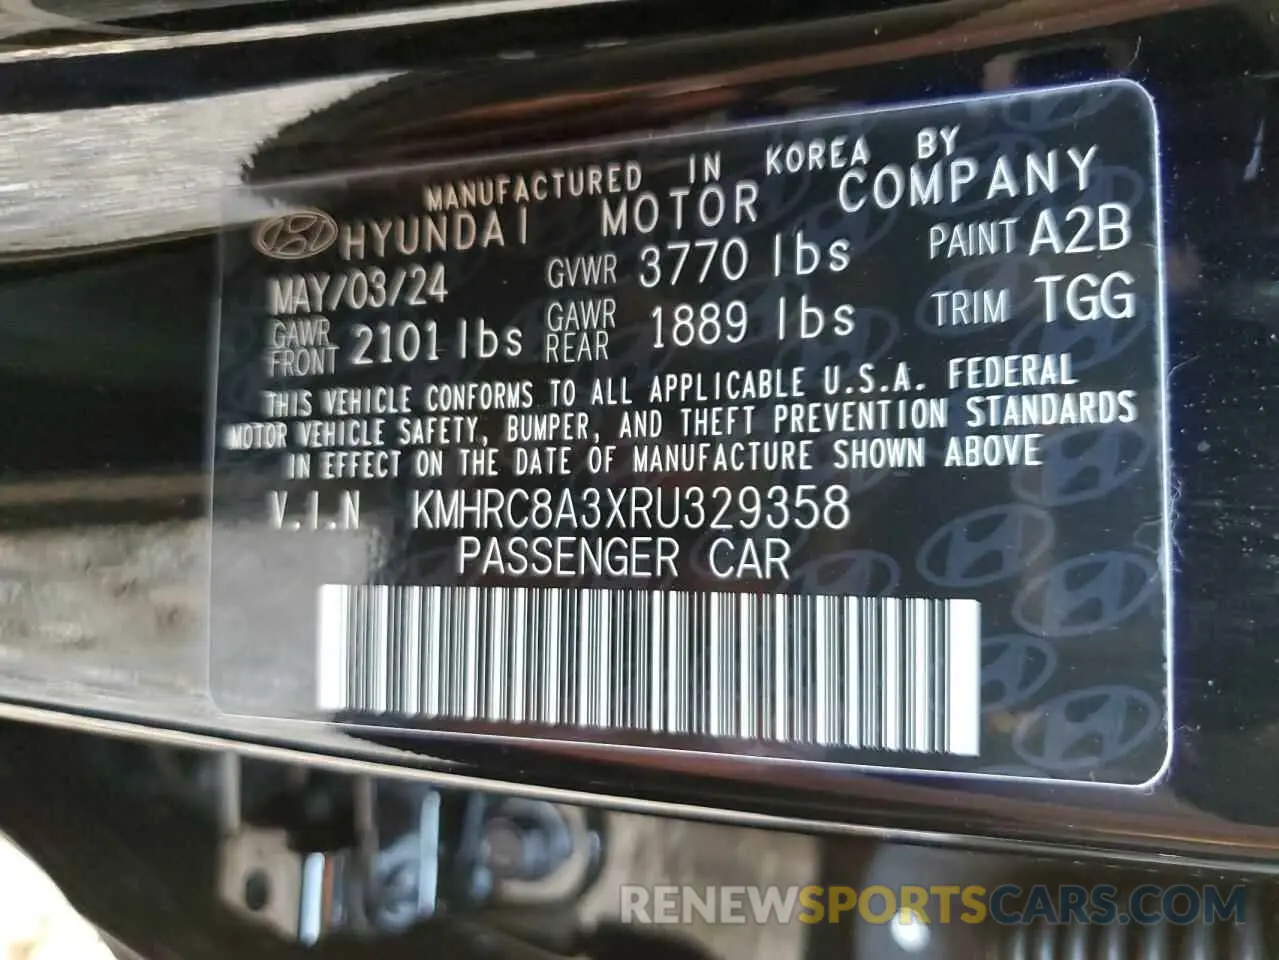 MANUFACTURED IN KOREA BY
HYUNDAI MOTOR COMPANY
MAY/03/24 GVWR 3770 lbs PAINT A2B
GAWR FRONT 2101 lbs GAWR REAR 1889 lbs TRIM TGG
THIS VEHICLE CONFORMS TO ALL APPLICABLE U.S.A. FEDERAL
MOTOR VEHICLE SAFETY, BUMPER, AND THEFT PREVENTION STANDARDS
IN EFFECT ON THE DATE OF MANUFACTURE SHOWN ABOVE
V.I.N KMHRC8A3XRU329358
PASSENGER CAR
RENEWSPORTSCARS.COM